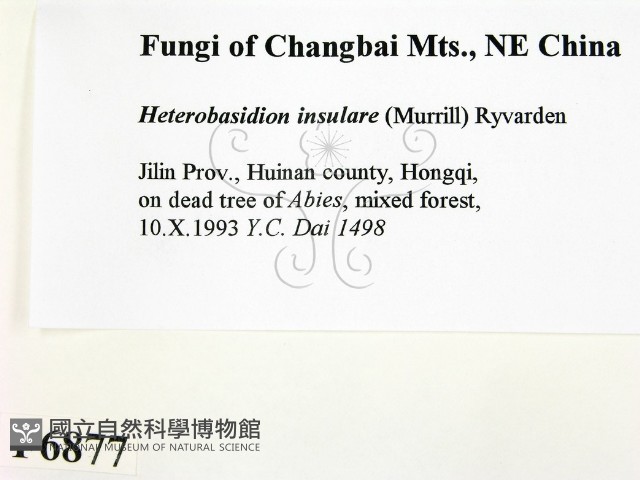 Fungi of Changbai Mts., NE China
Heterobasidion insulare (Murrill) Ryvarden
Jilin Prov., Huinan county, Hongqi,
on dead tree of Abies, mixed forest,
10.X.1993 Y.C. Dai 1498
國立自然科學博物館
NATIONAL MUSEUM OF NATURAL SCIENCE
6877